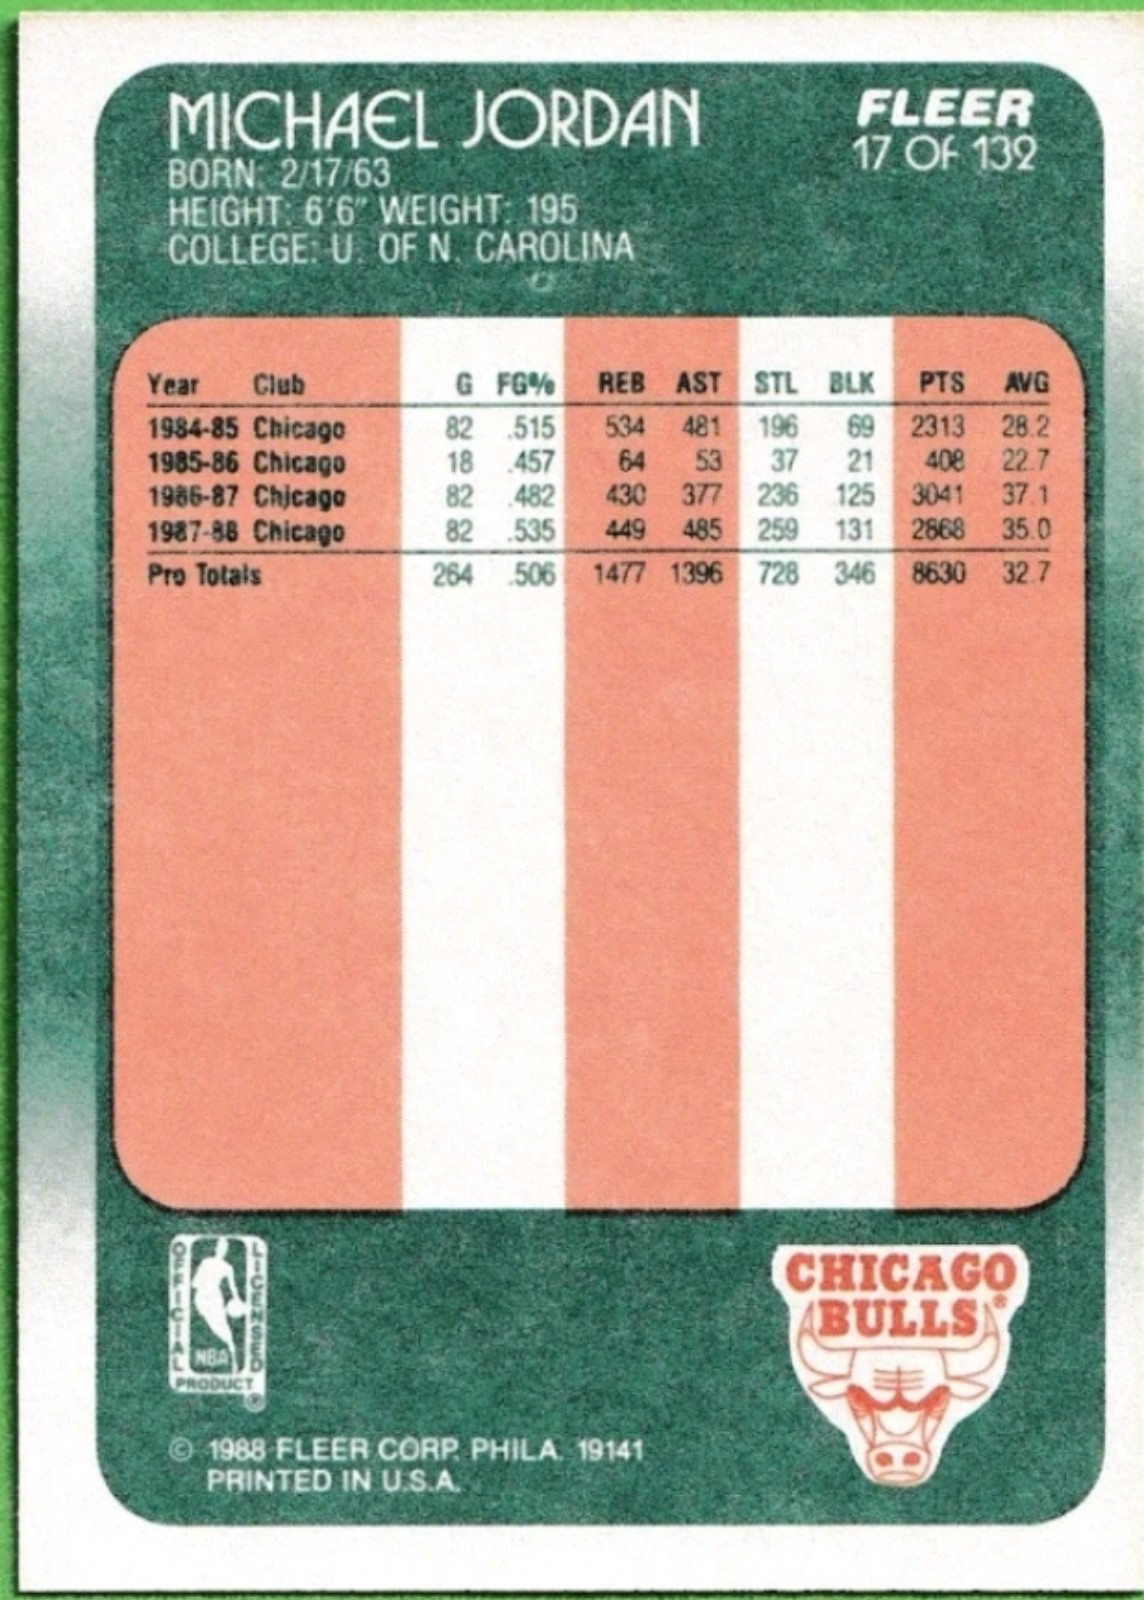 MICHAEL JORDAN
FLEER
17 OF 132
BORN: 2/17/63
HEIGHT: 6'6" WEIGHT: 195
COLLEGE: U. OF N. CAROLINA
Year Club G FG% REB AST STL BLK PTS AVG
1984-85 Chicago 82 .515 534 481 196 69 2313 28.2
1985-86 Chicago 18 .457 64 53 37 21 408 22.7
1986-87 Chicago 82 .482 430 377 236 125 3041 37.1
1987-88 Chicago 82 .535 449 485 259 131 2868 35.0
Pro Totals 264 .506 1477 1396 728 346 8630 32.7
OFFICIAL
LICENSED
NBA
PRODUCT
®
CHICAGO
BULLS®
© 1988 FLEER CORP. PHILA. 19141
PRINTED IN U.S.A.